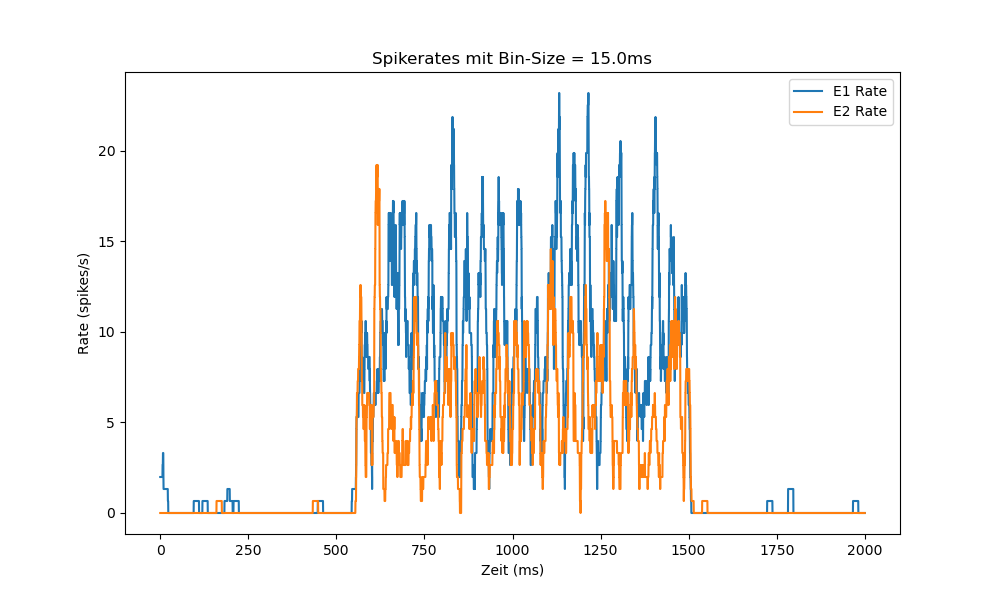 Spikerates mit Bin-Size = 15.0ms
E1 Rate
E2 Rate
Rate (spikes/s)
20
15
10
5
0
0 250 500 750 1000 1250 1500 1750 2000
Zeit (ms)